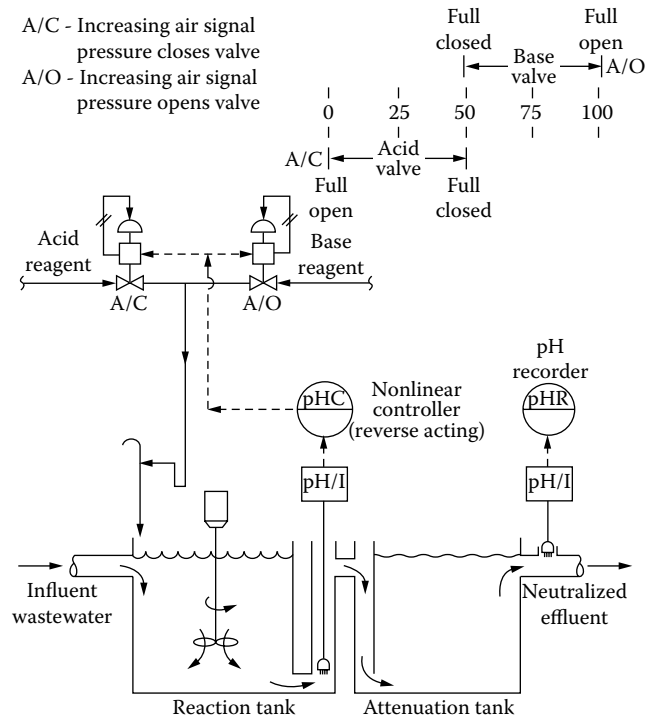 A/C - Increasing air signal
pressure closes valve
A/O - Increasing air signal
pressure opens valve
Full
closed
Full
open
Base
valve
A/O
0
25
50
75
100
A/C
Acid
valve
Full
open
Full
closed
Acid
reagent
Base
reagent
A/C
A/O
pHC
Nonlinear
controller
(reverse acting)
pH
recorder
pHR
pH/I
pH/I
Influent
wastewater
Neutralized
effluent
Reaction tank
Attenuation tank